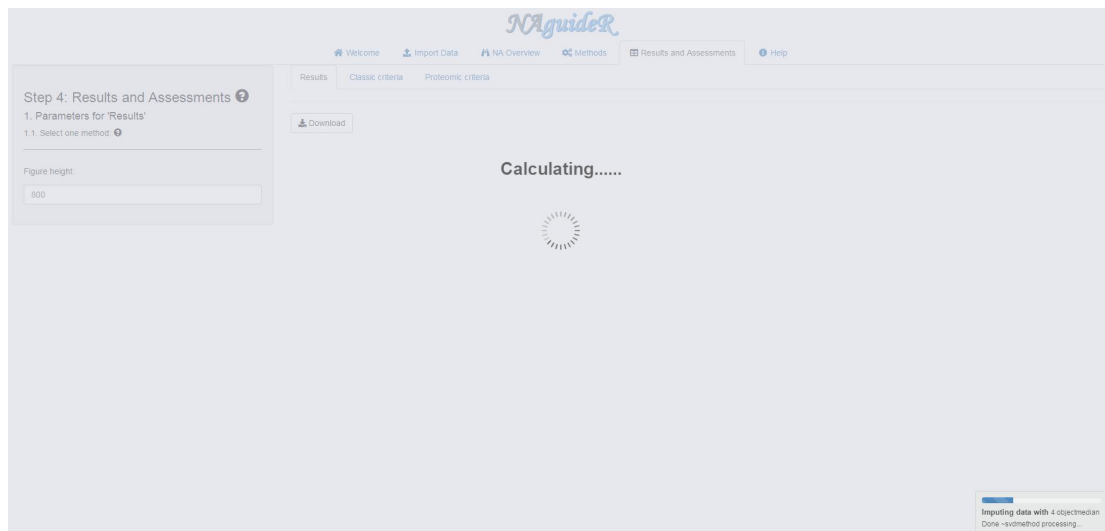 NAguideR
Welcome Import Data NA Overview Methods Results and Assessments Help
Results Classic criteria Proteomic criteria
Step 4: Results and Assessments
1. Parameters for 'Results'
1.1. Select one method:
Download
Figure height:
800
Calculating......
Imputing data with 4 objectmedian
Done ~svdmethod processing...